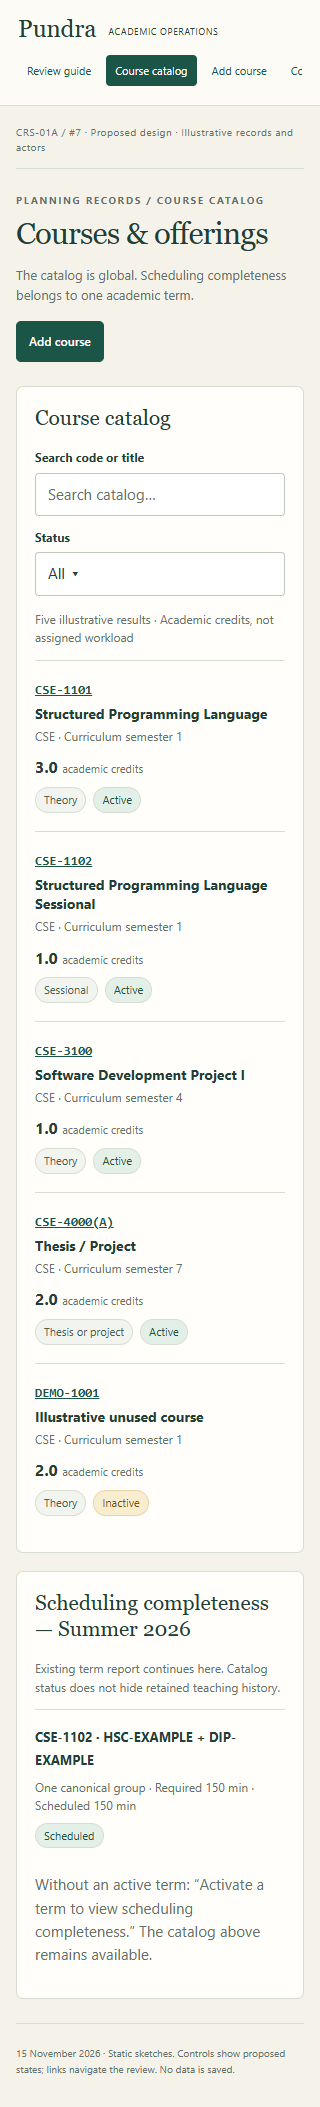 Pundra ACADEMIC OPERATIONS
Review guide Course catalog Add course Cc
CRS-01A / #7 · Proposed design · Illustrative records and
actors
PLANNING RECORDS / COURSE CATALOG
Courses & offerings
The catalog is global. Scheduling completeness
belongs to one academic term.
Add course
Course catalog
Search code or title
Search catalog...
Status
All ▾
Five illustrative results · Academic credits, not
assigned workload
CSE-1101
Structured Programming Language
CSE · Curriculum semester 1
3.0 academic credits
Theory Active
CSE-1102
Structured Programming Language
Sessional
CSE · Curriculum semester 1
1.0 academic credits
Sessional Active
CSE-3100
Software Development Project I
CSE · Curriculum semester 4
1.0 academic credits
Theory Active
CSE-4000(A)
Thesis / Project
CSE · Curriculum semester 7
2.0 academic credits
Thesis or project Active
DEMO-1001
Illustrative unused course
CSE · Curriculum semester 1
2.0 academic credits
Theory Inactive
Scheduling completeness
— Summer 2026
Existing term report continues here. Catalog
status does not hide retained teaching history.
CSE-1102 · HSC-EXAMPLE + DIP-
EXAMPLE
One canonical group · Required 150 min ·
Scheduled 150 min
Scheduled
Without an active term: “Activate a
term to view scheduling
completeness.” The catalog above
remains available.
15 November 2026 · Static sketches. Controls show proposed
states; links navigate the review. No data is saved.